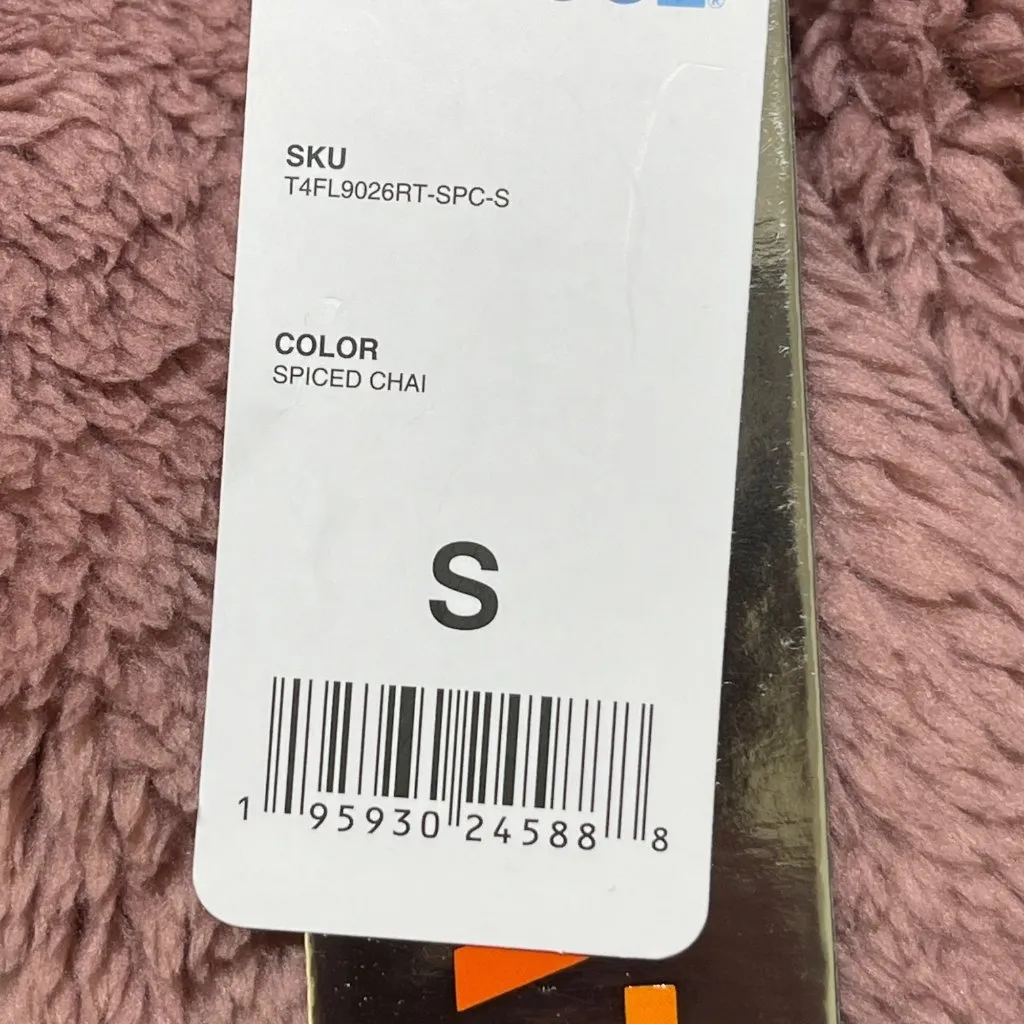 ®
SKU
T4FL9026RT-SPC-S
COLOR
SPICED CHAI
S
1 95930 24588 8